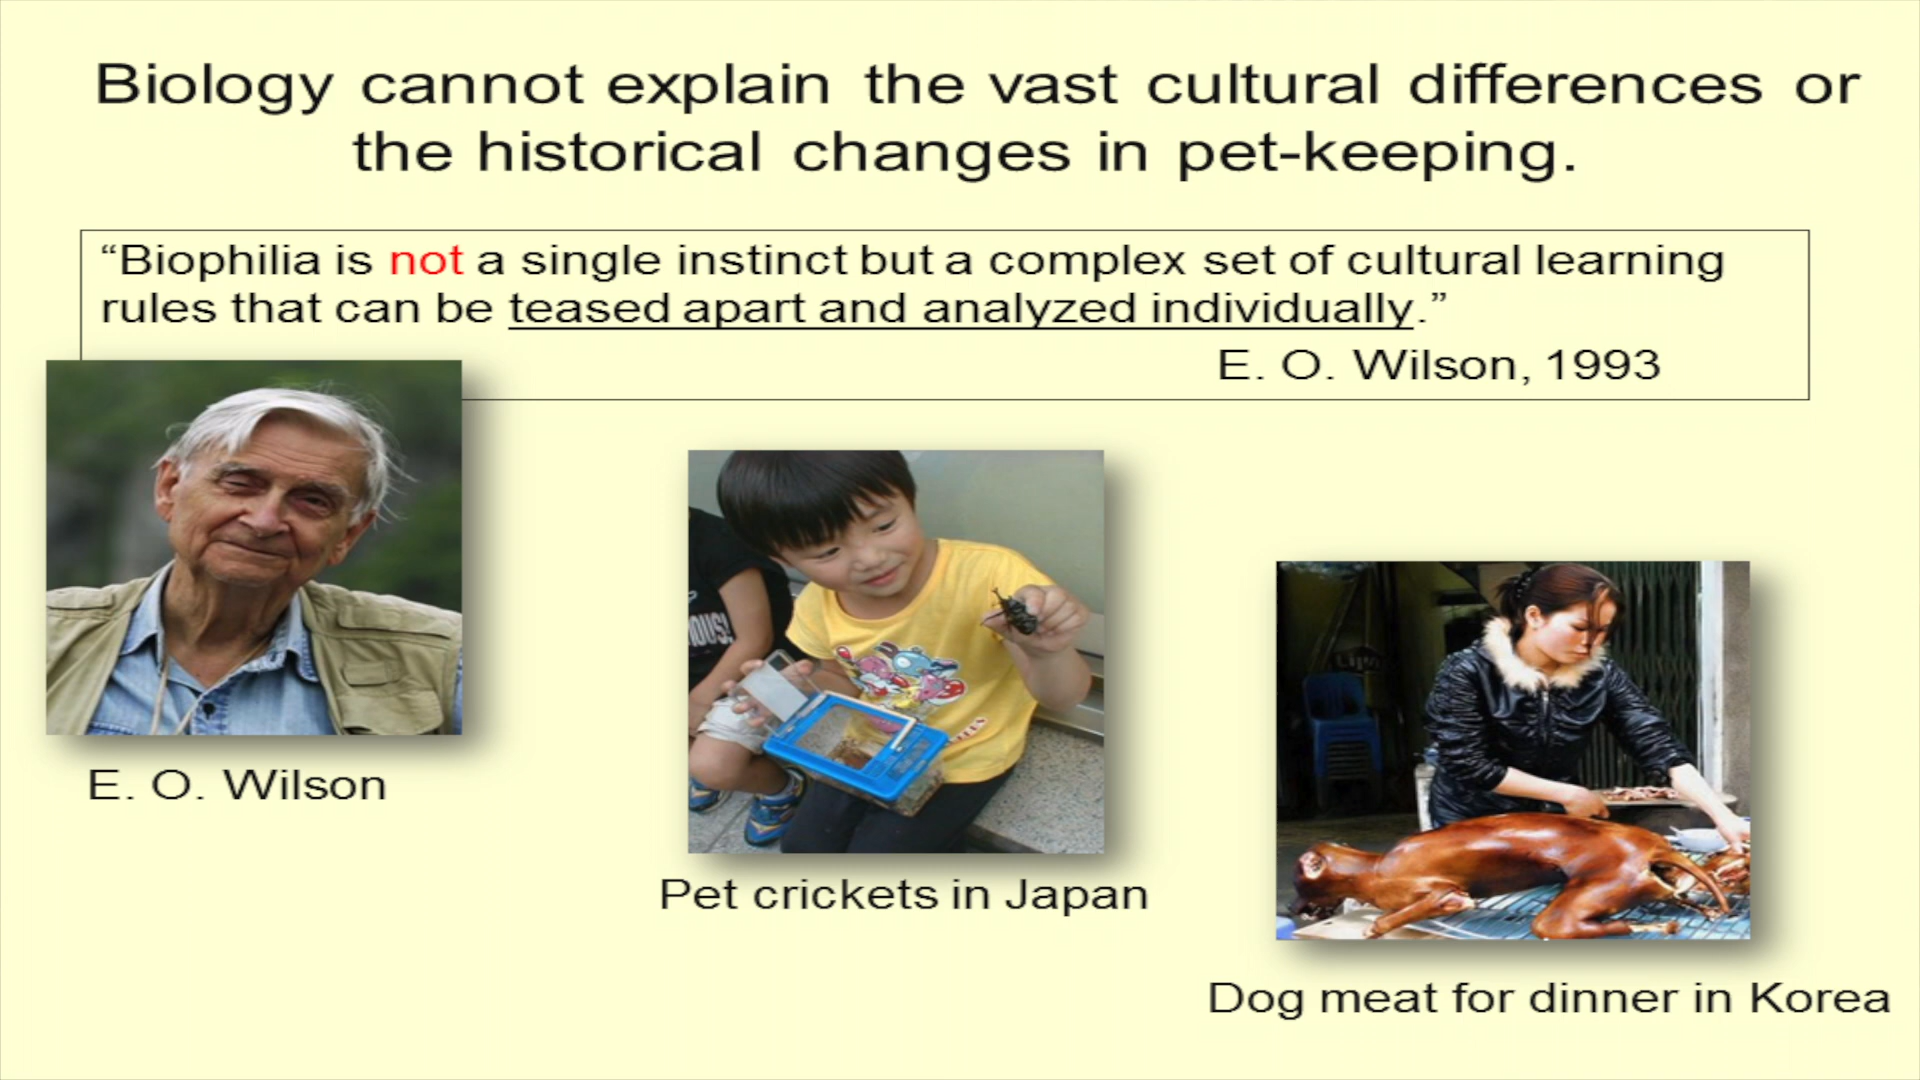 Biology cannot explain the vast cultural differences or
the historical changes in pet-keeping.
“Biophilia is not a single instinct but a complex set of cultural learning
rules that can be teased apart and analyzed individually.”
E. O. Wilson, 1993
E. O. Wilson
Pet crickets in Japan
Dog meat for dinner in Korea